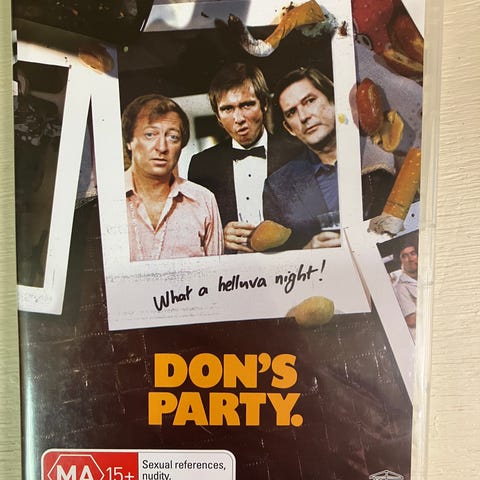 What a helluva night!
DON'S
PARTY.
MA 15+
Sexual references,
nudity,